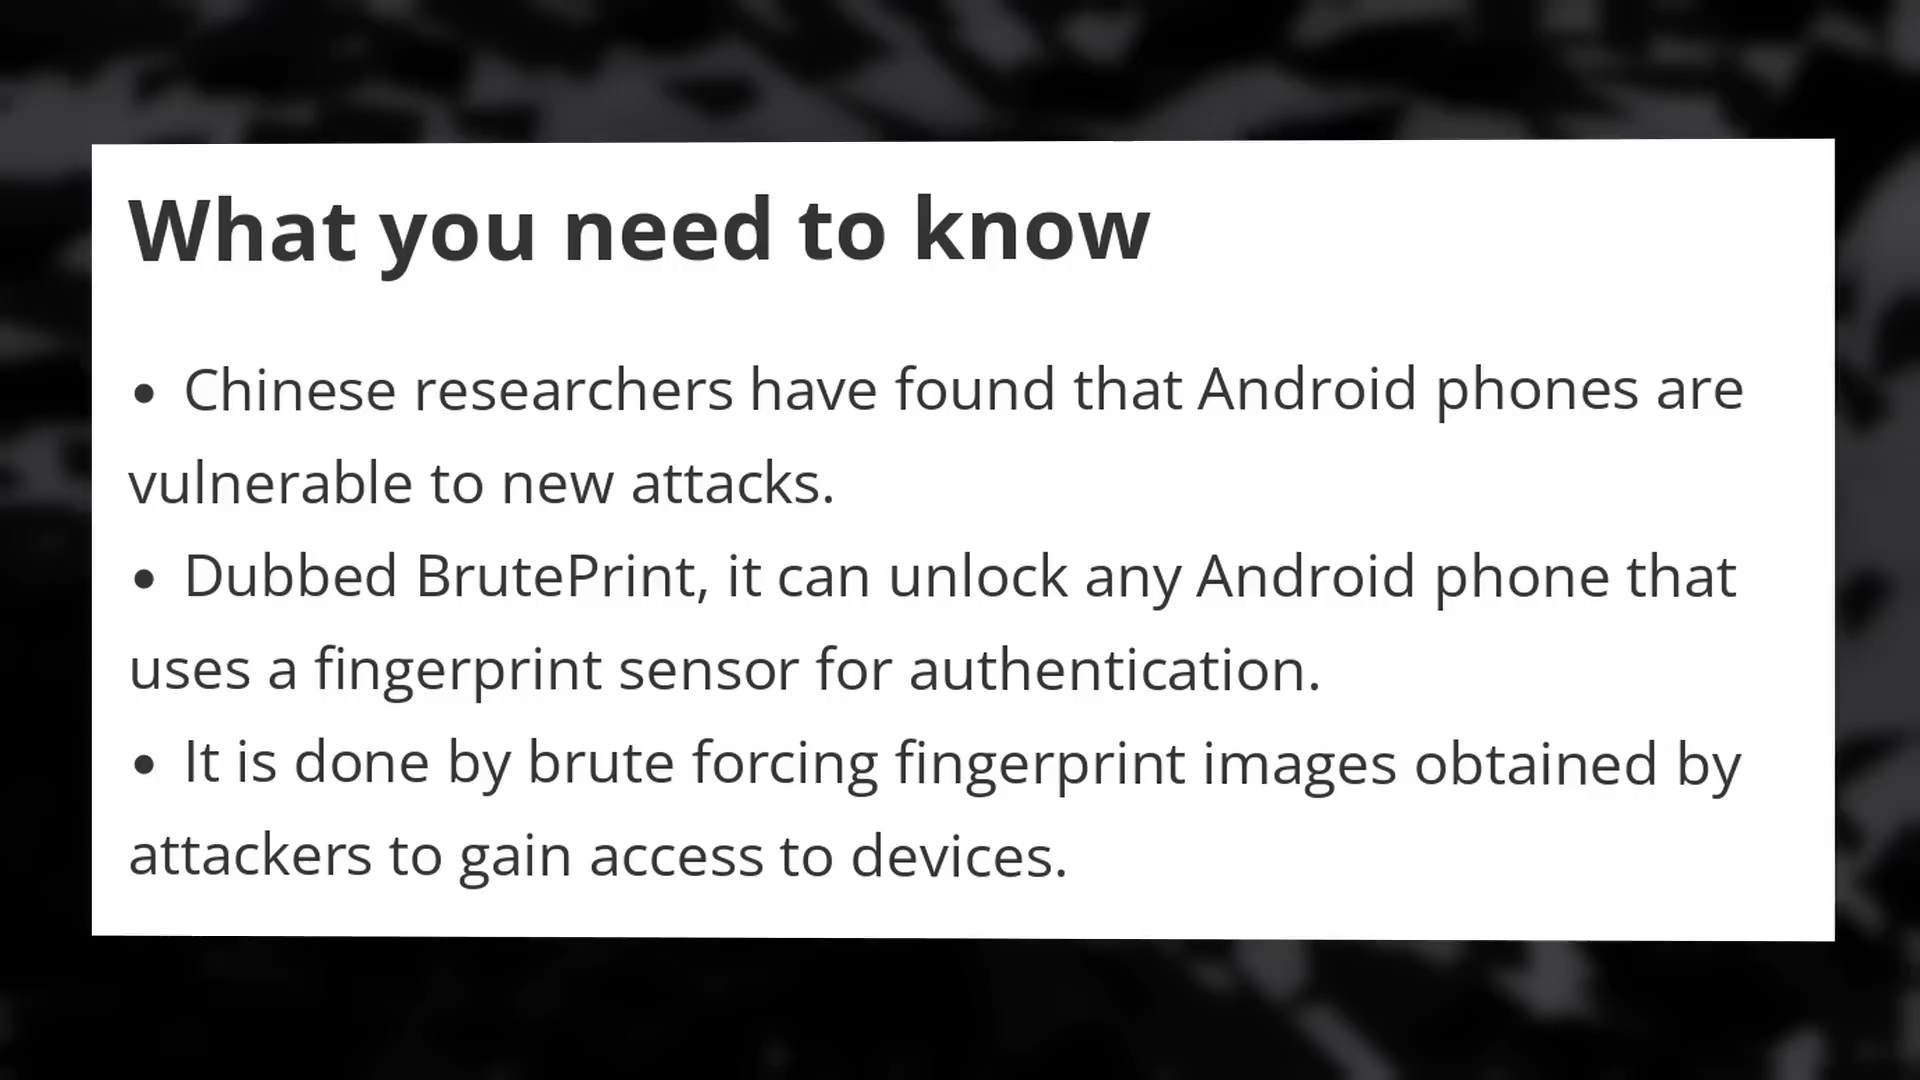 What you need to know
• Chinese researchers have found that Android phones are
vulnerable to new attacks.
• Dubbed BrutePrint, it can unlock any Android phone that
uses a fingerprint sensor for authentication.
• It is done by brute forcing fingerprint images obtained by
attackers to gain access to devices.